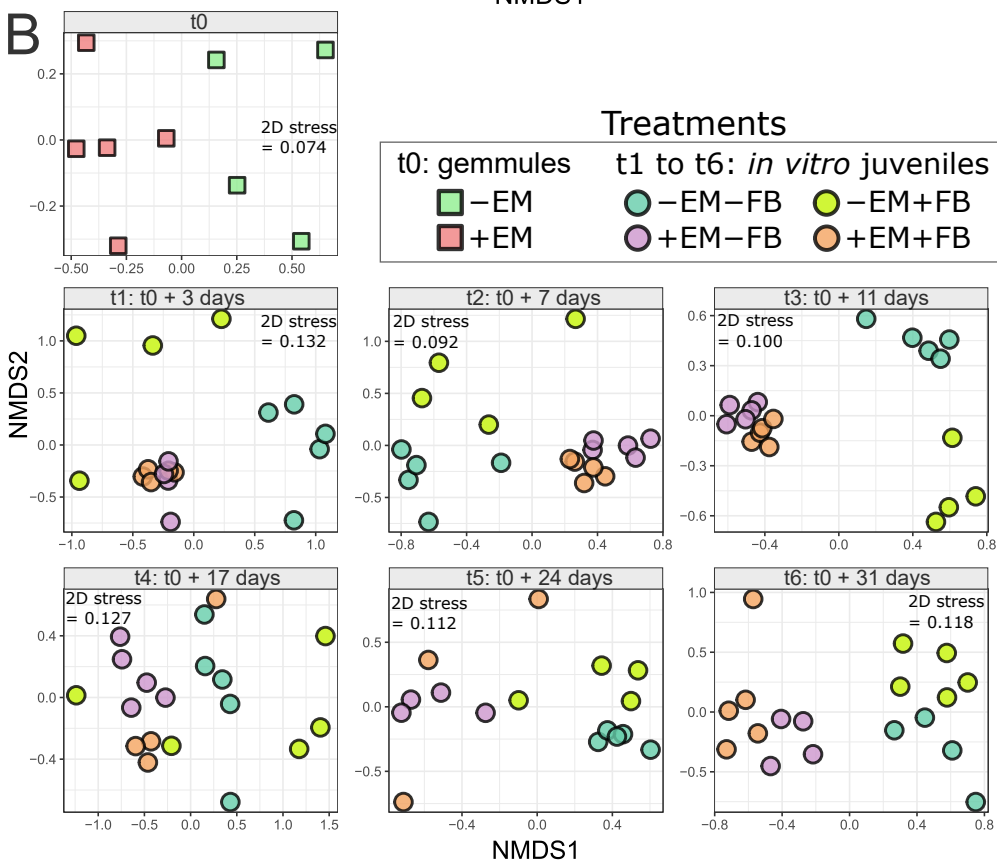 NMDS1
B
t0
0.2
0.0
−0.2
2D stress
= 0.074
−0.50 −0.25 0.00 0.25 0.50
Treatments
t0: gemmules t1 to t6: in vitro juveniles
−EM −EM−FB −EM+FB
+EM +EM−FB +EM+FB
NMDS2
t1: t0 + 3 days
2D stress
= 0.132
1.0
0.5
0.0
−0.5
−1.0 −0.5 0.0 0.5 1.0
t2: t0 + 7 days
2D stress
= 0.092
1.0
0.5
0.0
−0.5
−0.8 −0.4 0.0 0.4 0.8
t3: t0 + 11 days
2D stress
= 0.100
0.6
0.3
0.0
−0.3
−0.6
−0.4 0.0 0.4 0.8
t4: t0 + 17 days
2D stress
= 0.127
0.4
0.0
−0.4
−1.0 −0.5 0.0 0.5 1.0 1.5
t5: t0 + 24 days
2D stress
= 0.112
0.5
0.0
−0.5
−0.4 0.0 0.4
t6: t0 + 31 days
2D stress
= 0.118
1.0
0.5
0.0
−0.5
−0.8 −0.4 0.0 0.4 0.8
NMDS1